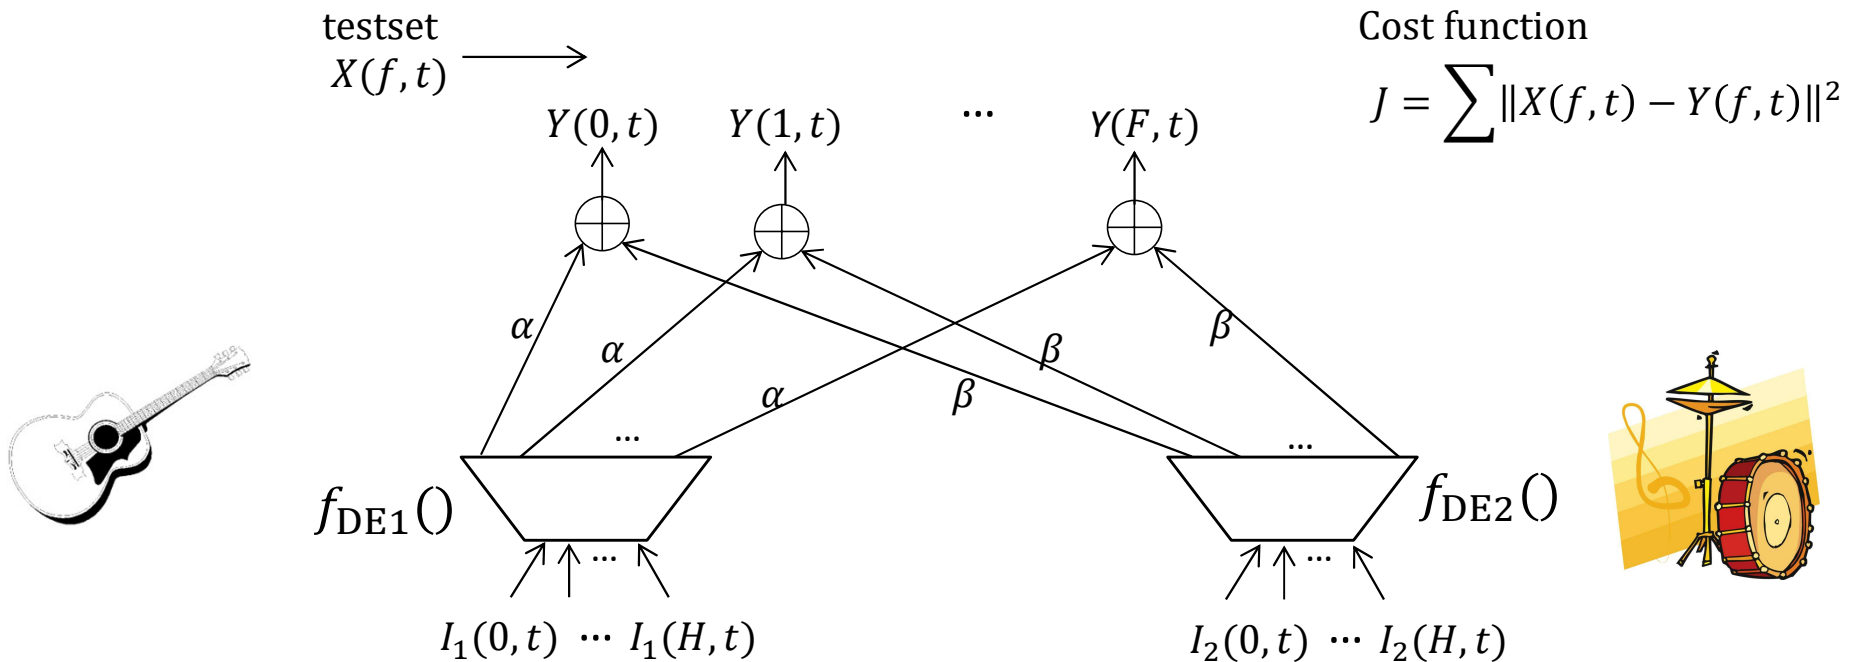 testset
X(f, t)
Cost function
J = ∑‖X(f, t) − Y(f, t)‖²
Y(0, t) Y(1, t) ... Y(F, t)
α α α β β β
... ...
f_DE1() f_DE2()
... ...
I₁(0, t) ... I₁(H, t) I₂(0, t) ... I₂(H, t)